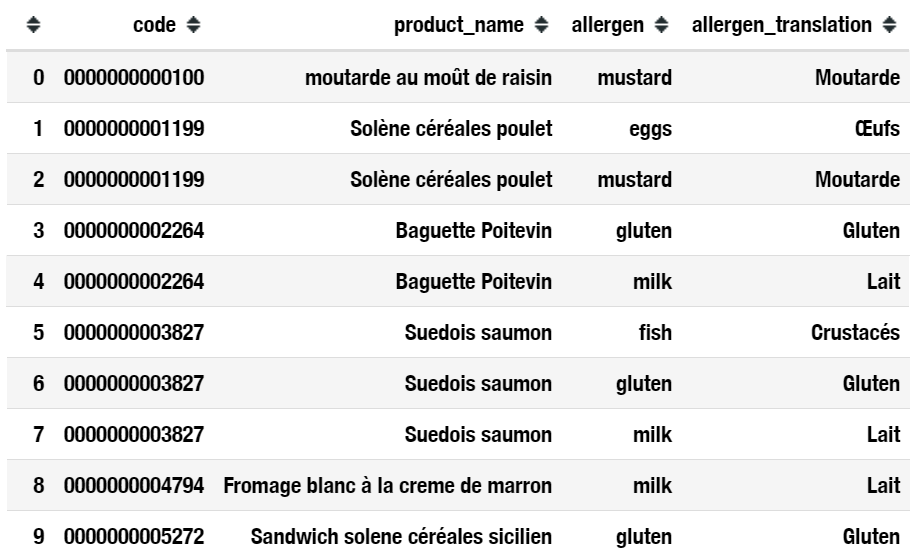 code product_name allergen allergen_translation
0 0000000000100 moutarde au moût de raisin mustard Moutarde
1 0000000001199 Solène céréales poulet eggs Œufs
2 0000000001199 Solène céréales poulet mustard Moutarde
3 0000000002264 Baguette Poitevin gluten Gluten
4 0000000002264 Baguette Poitevin milk Lait
5 0000000003827 Suedois saumon fish Crustacés
6 0000000003827 Suedois saumon gluten Gluten
7 0000000003827 Suedois saumon milk Lait
8 0000000004794 Fromage blanc à la creme de marron milk Lait
9 0000000005272 Sandwich solene céréales sicilien gluten Gluten